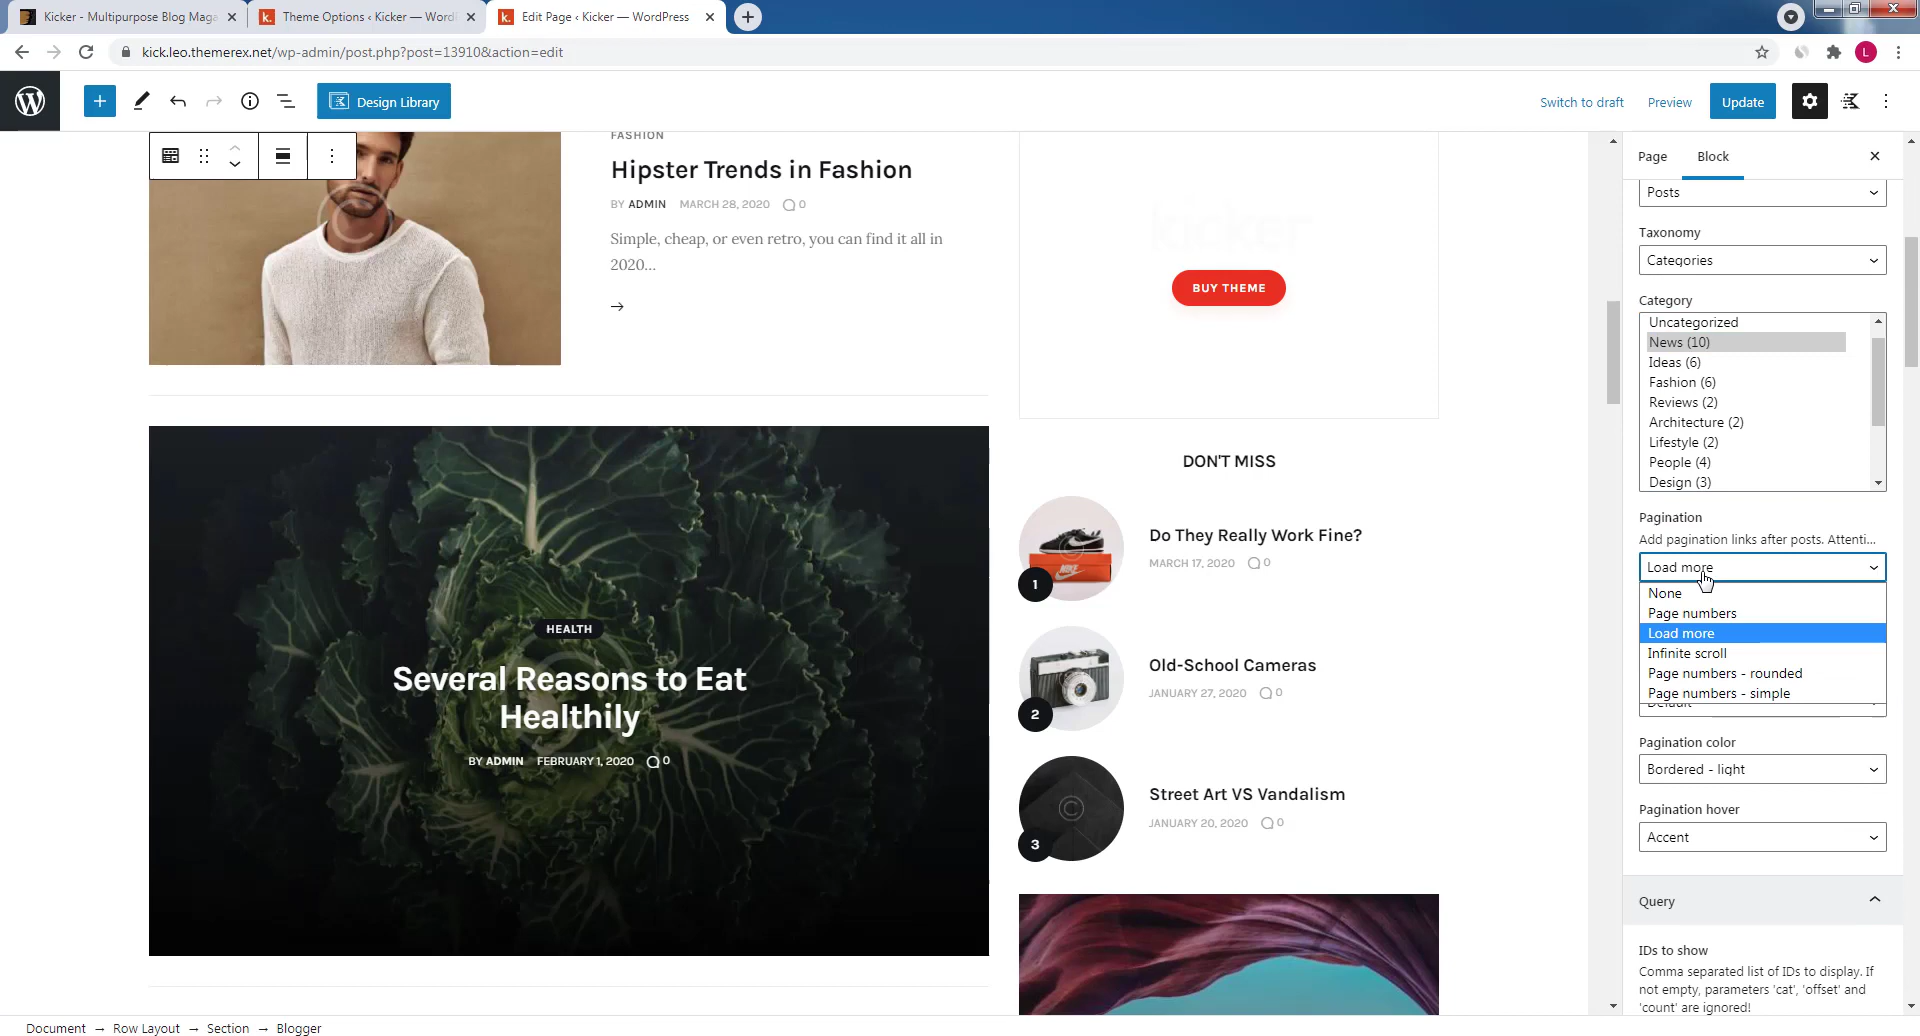 Kicker - Multipurpose Blog Maga
Theme Options ‹ Kicker — WordP
Edit Page ‹ Kicker — WordPress
kick.leo.themerex.net/wp-admin/post.php?post=13910&action=edit
L
Design Library
Switch to draft
Preview
Update
FASHION
Hipster Trends in Fashion
BY ADMIN MARCH 28, 2020 0
Simple, cheap, or even retro, you can find it all in
2020...
HEALTH
Several Reasons to Eat
Healthily
BY ADMIN FEBRUARY 1, 2020 0
kicker
BUY THEME
DON'T MISS
1
Do They Really Work Fine?
MARCH 17, 2020 0
2
Old-School Cameras
JANUARY 27, 2020 0
3
Street Art VS Vandalism
JANUARY 20, 2020 0
Page
Block
Posts
Taxonomy
Categories
Category
Uncategorized
News (10)
Ideas (6)
Fashion (6)
Reviews (2)
Architecture (2)
Lifestyle (2)
People (4)
Design (3)
Pagination
Add pagination links after posts. Attenti...
Load more
None
Page numbers
Load more
Infinite scroll
Page numbers - rounded
Page numbers - simple
Default
Pagination color
Bordered - light
Pagination hover
Accent
Query
IDs to show
Comma separated list of IDs to display. If
not empty, parameters 'cat', 'offset' and
'count' are ignored!
Document → Row Layout → Section → Blogger